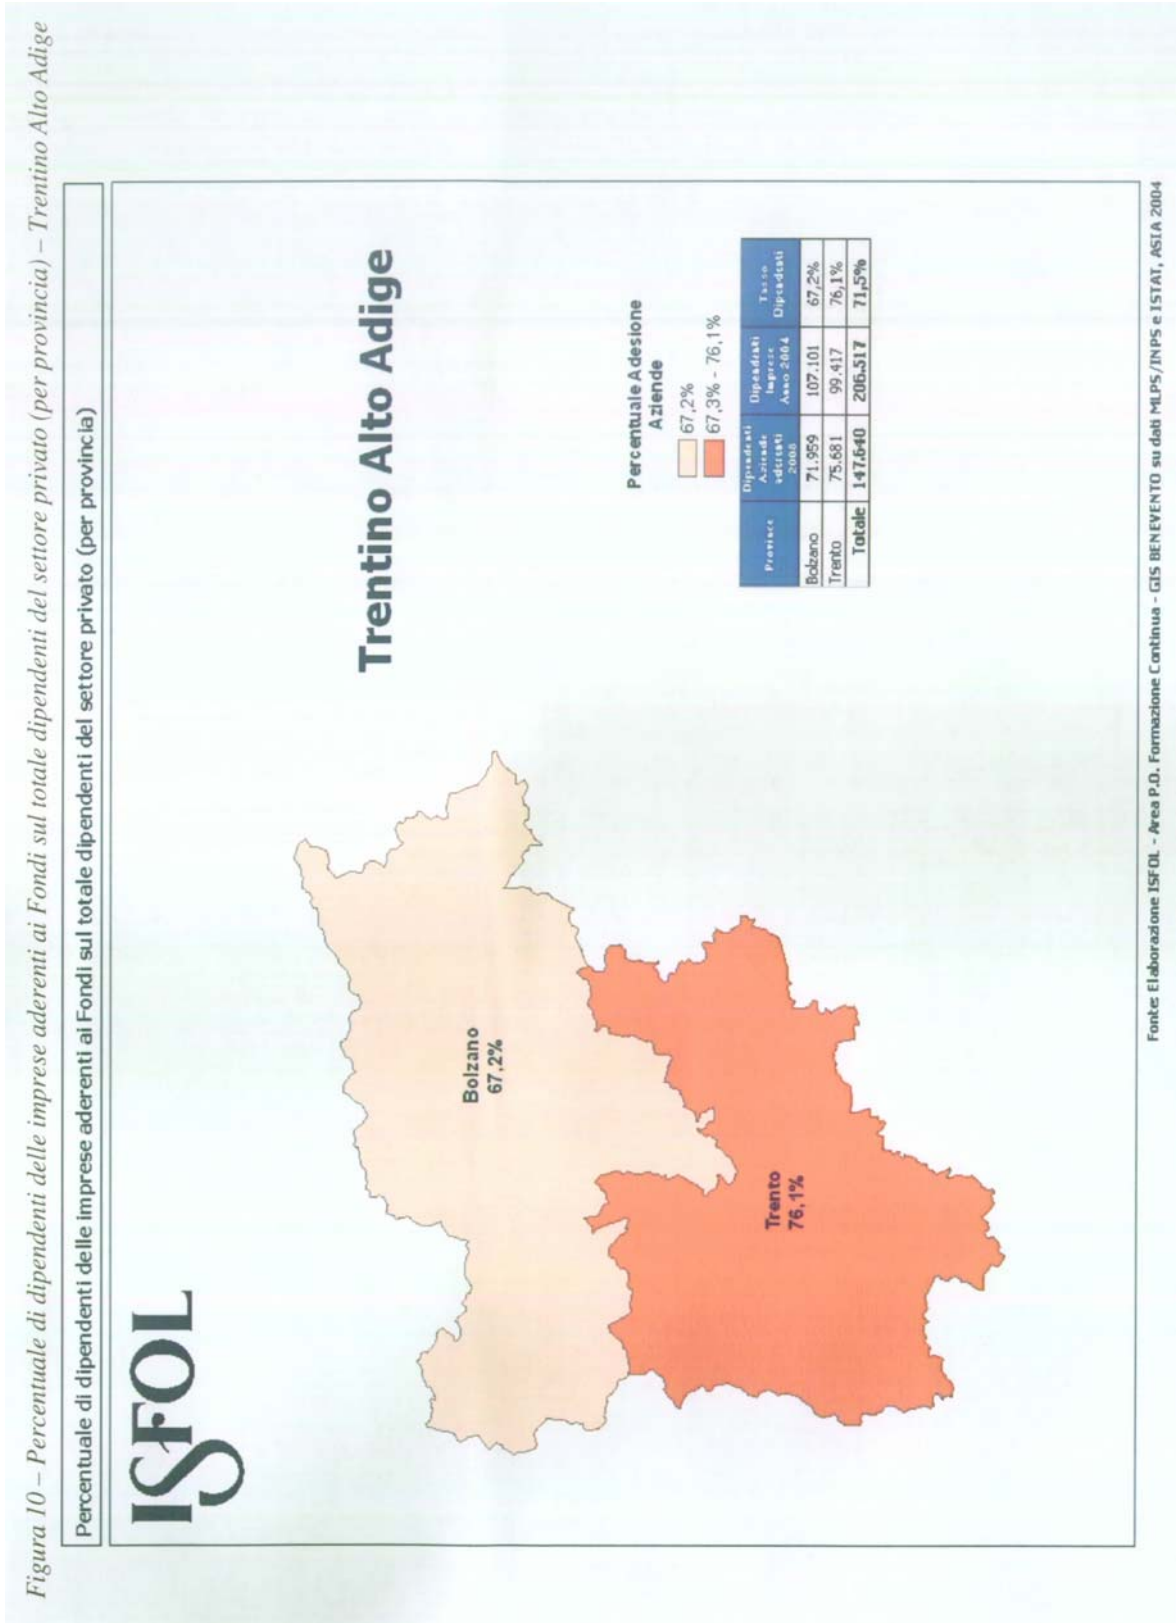 Figura 10 – Percentuale di dipendenti delle imprese aderenti ai Fondi sul totale dipendenti del settore privato (per provincia) – Trentino Alto Adige
Percentuale di dipendenti delle imprese aderenti ai Fondi sul totale dipendenti del settore privato (per provincia)
ISFOL
Trentino Alto Adige
Bolzano
67,2%
Trento
76,1%
Percentuale Adesione
Aziende
67,2%
67,3% - 76,1%
Province Dipendenti Aziende aderenti 2008 Dipendenti Imprese Anno 2004 Tasso Dipendenti
Bolzano 71.959 107.101 67,2%
Trento 75.681 99.417 76,1%
Totale 147.640 206.517 71,5%
Fonte: Elaborazione ISFOL - Area P.O. Formazione Continua - GIS BENEVENTO su dati MLPS/INPS e ISTAT, ASIA 2004